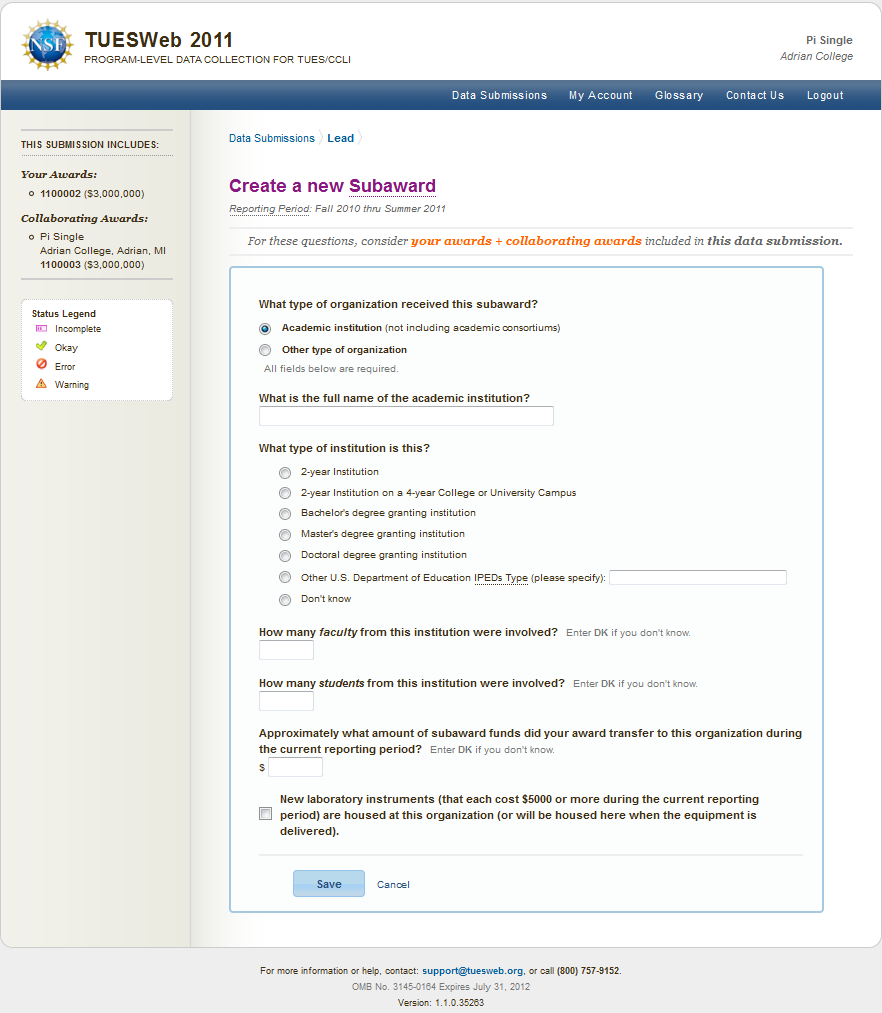 NSF
TUESWeb 2011
PROGRAM-LEVEL DATA COLLECTION FOR TUES/CCLI
Pi Single
Adrian College
Data Submissions My Account Glossary Contact Us Logout
THIS SUBMISSION INCLUDES:
Your Awards:
1100002 ($3,000,000)
Collaborating Awards:
Pi Single
Adrian College, Adrian, MI
1100003 ($3,000,000)
Status Legend
Incomplete
Okay
Error
Warning
Data Submissions Lead
Create a new Subaward
Reporting Period: Fall 2010 thru Summer 2011
For these questions, consider your awards + collaborating awards included in this data submission.
What type of organization received this subaward?
Academic institution (not including academic consortiums)
Other type of organization
All fields below are required.
What is the full name of the academic institution?
What type of institution is this?
2-year Institution
2-year Institution on a 4-year College or University Campus
Bachelor's degree granting institution
Master's degree granting institution
Doctoral degree granting institution
Other U.S. Department of Education IPEDs Type (please specify):
Don't know
How many faculty from this institution were involved? Enter DK if you don't know.
How many students from this institution were involved? Enter DK if you don't know.
Approximately what amount of subaward funds did your award transfer to this organization during
the current reporting period? Enter DK if you don't know.
$
New laboratory instruments (that each cost $5000 or more during the current reporting
period) are housed at this organization (or will be housed here when the equipment is
delivered).
Save Cancel
For more information or help, contact: support@tuesweb.org, or call (800) 757-9152.
OMB No. 3145-0164 Expires July 31, 2012
Version: 1.1.0.35263